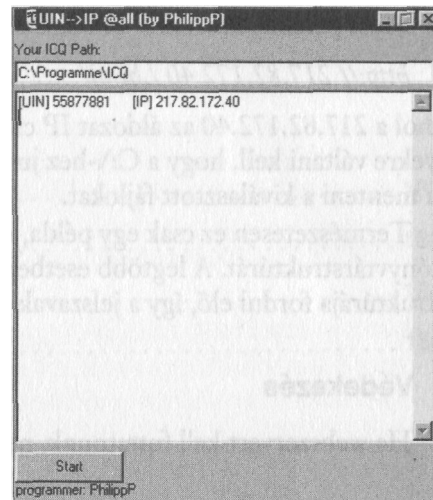 UIN-->IP @all (by PhilippP)
Your ICQ Path:
C:\Programme\ICQ
[UIN] 55877881 [IP] 217.82.172.40
Start
programmer: PhilippP